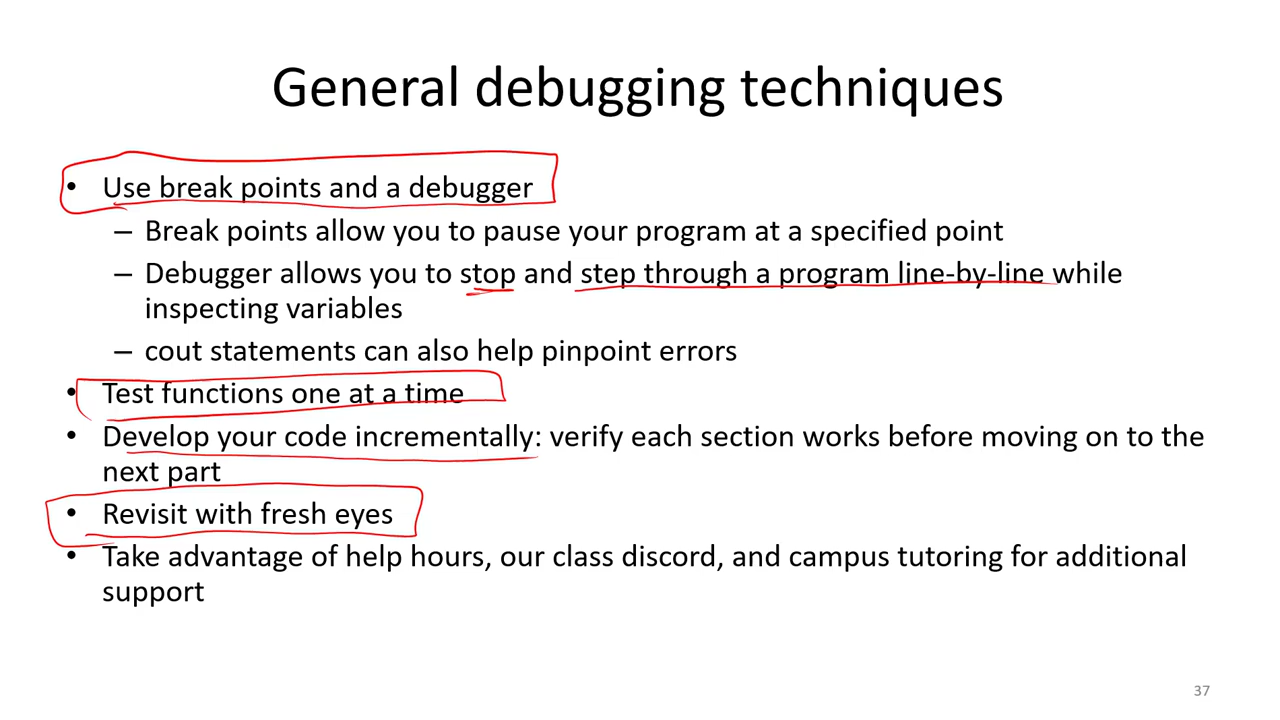 General debugging techniques
• Use break points and a debugger
– Break points allow you to pause your program at a specified point
– Debugger allows you to stop and step through a program line-by-line while
inspecting variables
– cout statements can also help pinpoint errors
• Test functions one at a time
• Develop your code incrementally: verify each section works before moving on to the
next part
• Revisit with fresh eyes
• Take advantage of help hours, our class discord, and campus tutoring for additional
support
37